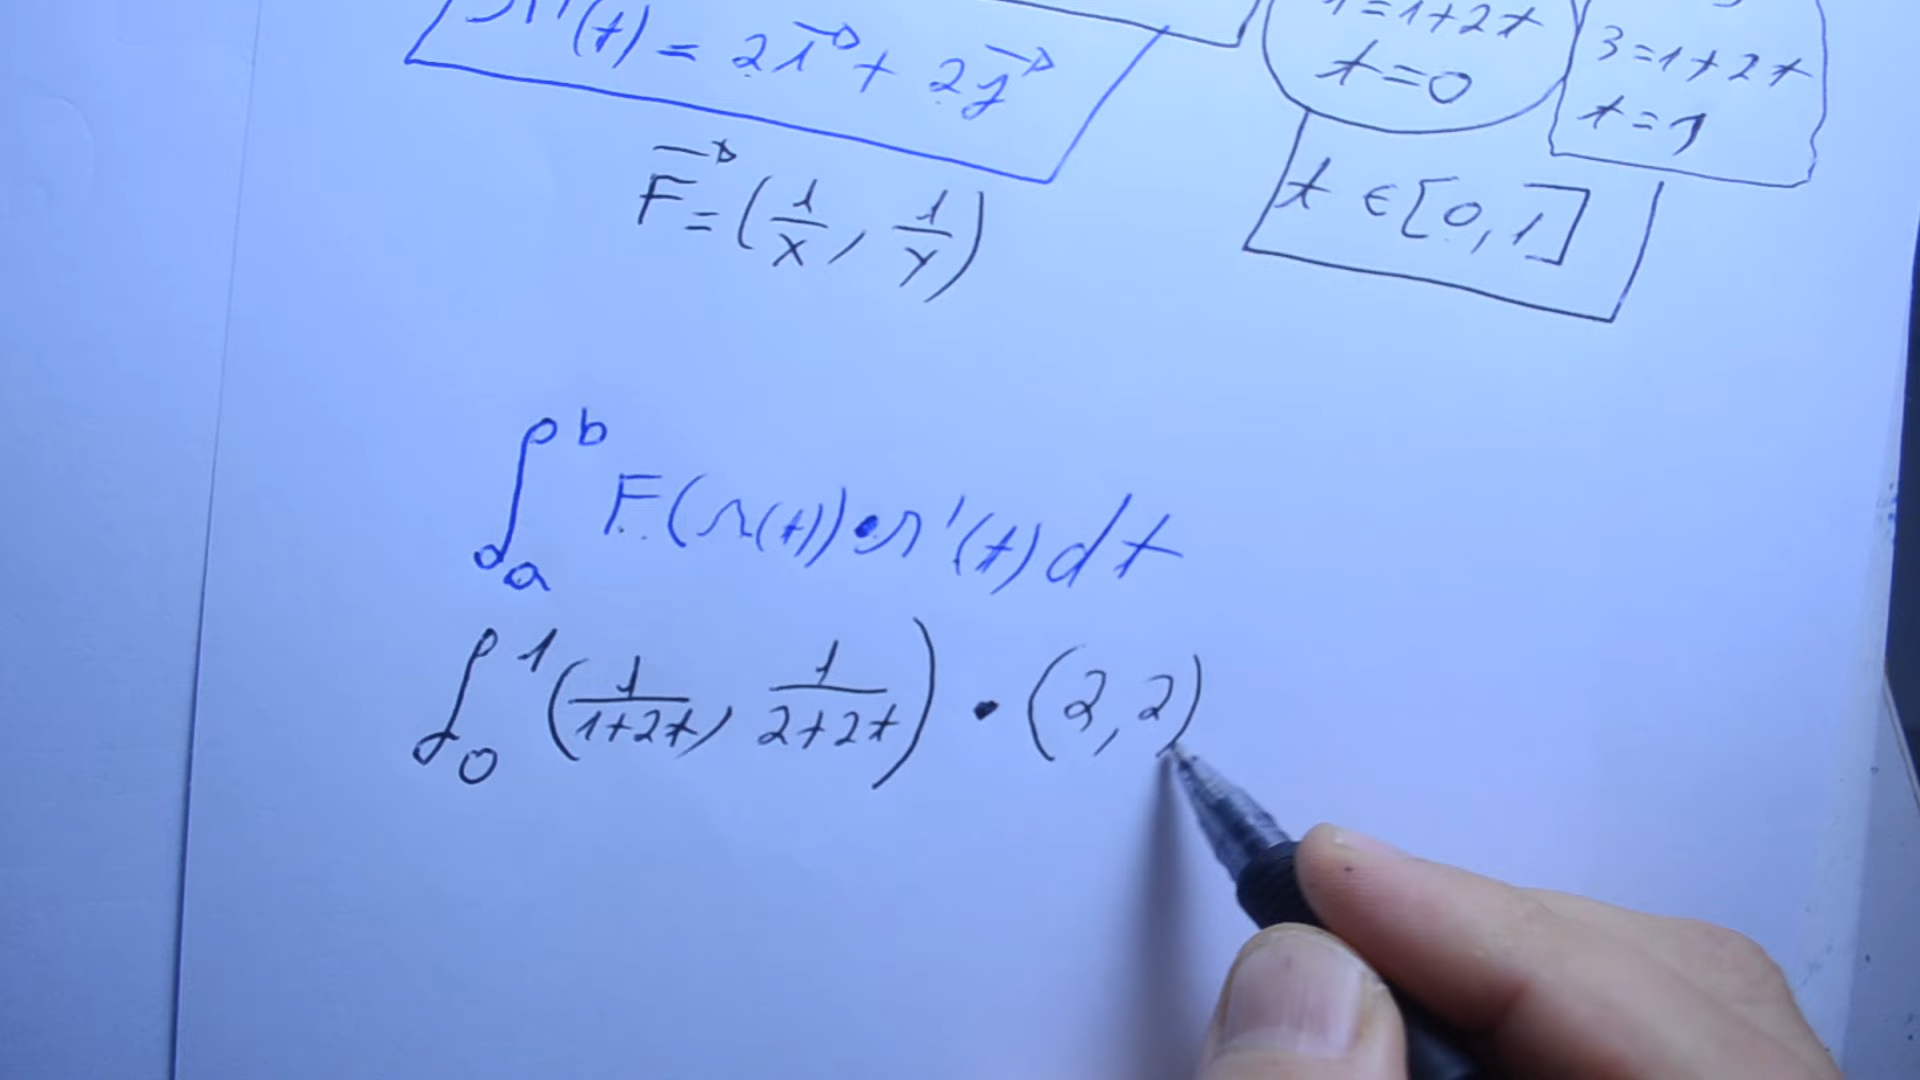 r'(t) = 2i + 2j
1=1+2t
t=0
3=1+2t
t=1
t ∈ [0, 1]
F = (1/x, 1/y)
∫_a^b F(r(t)) • r'(t) dt
∫_0^1 (1/(1+2t), 1/(2+2t)) • (2, 2)